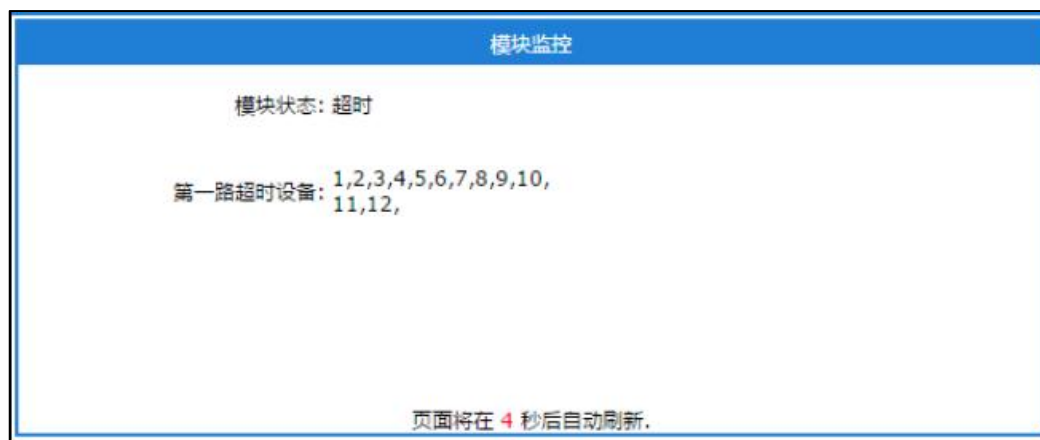 模块监控
模块状态: 超时
第一路超时设备: 1,2,3,4,5,6,7,8,9,10,
11,12,
页面将在 4 秒后自动刷新.